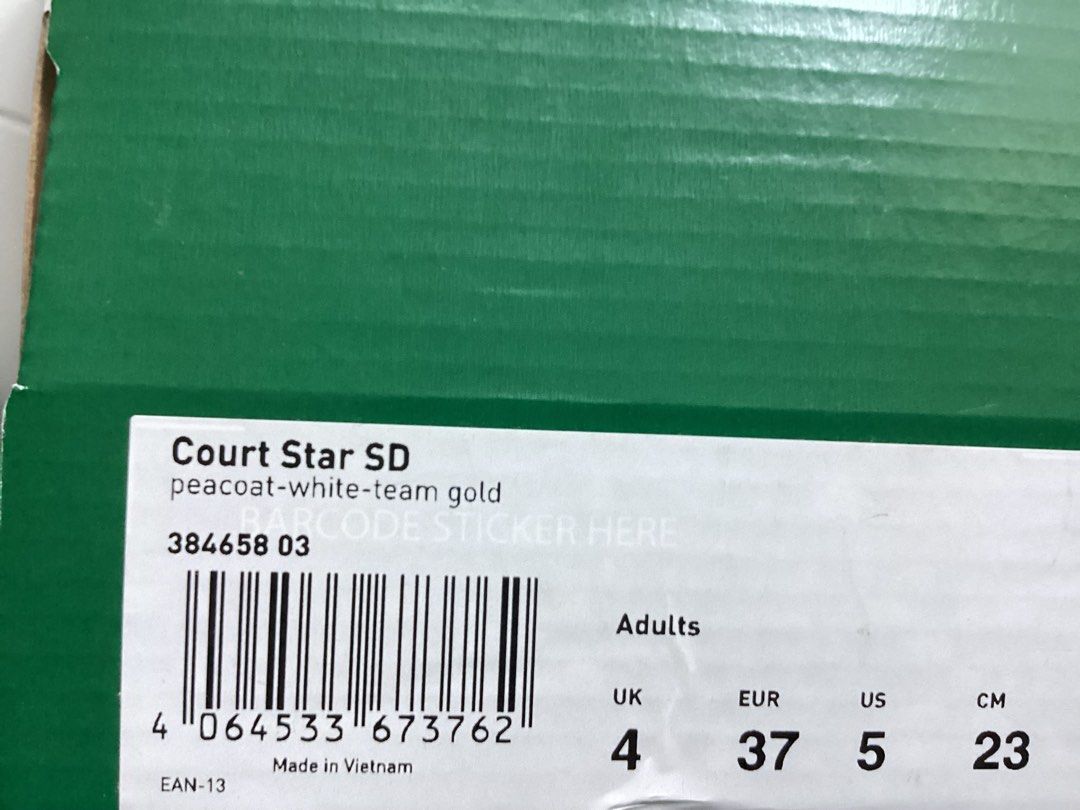 Court Star SD
peacoat-white-team gold
BARCODE STICKER HERE
384658 03
Adults
UK EUR US CM
4 37 5 23
4 064533 673762
Made in Vietnam
EAN-13